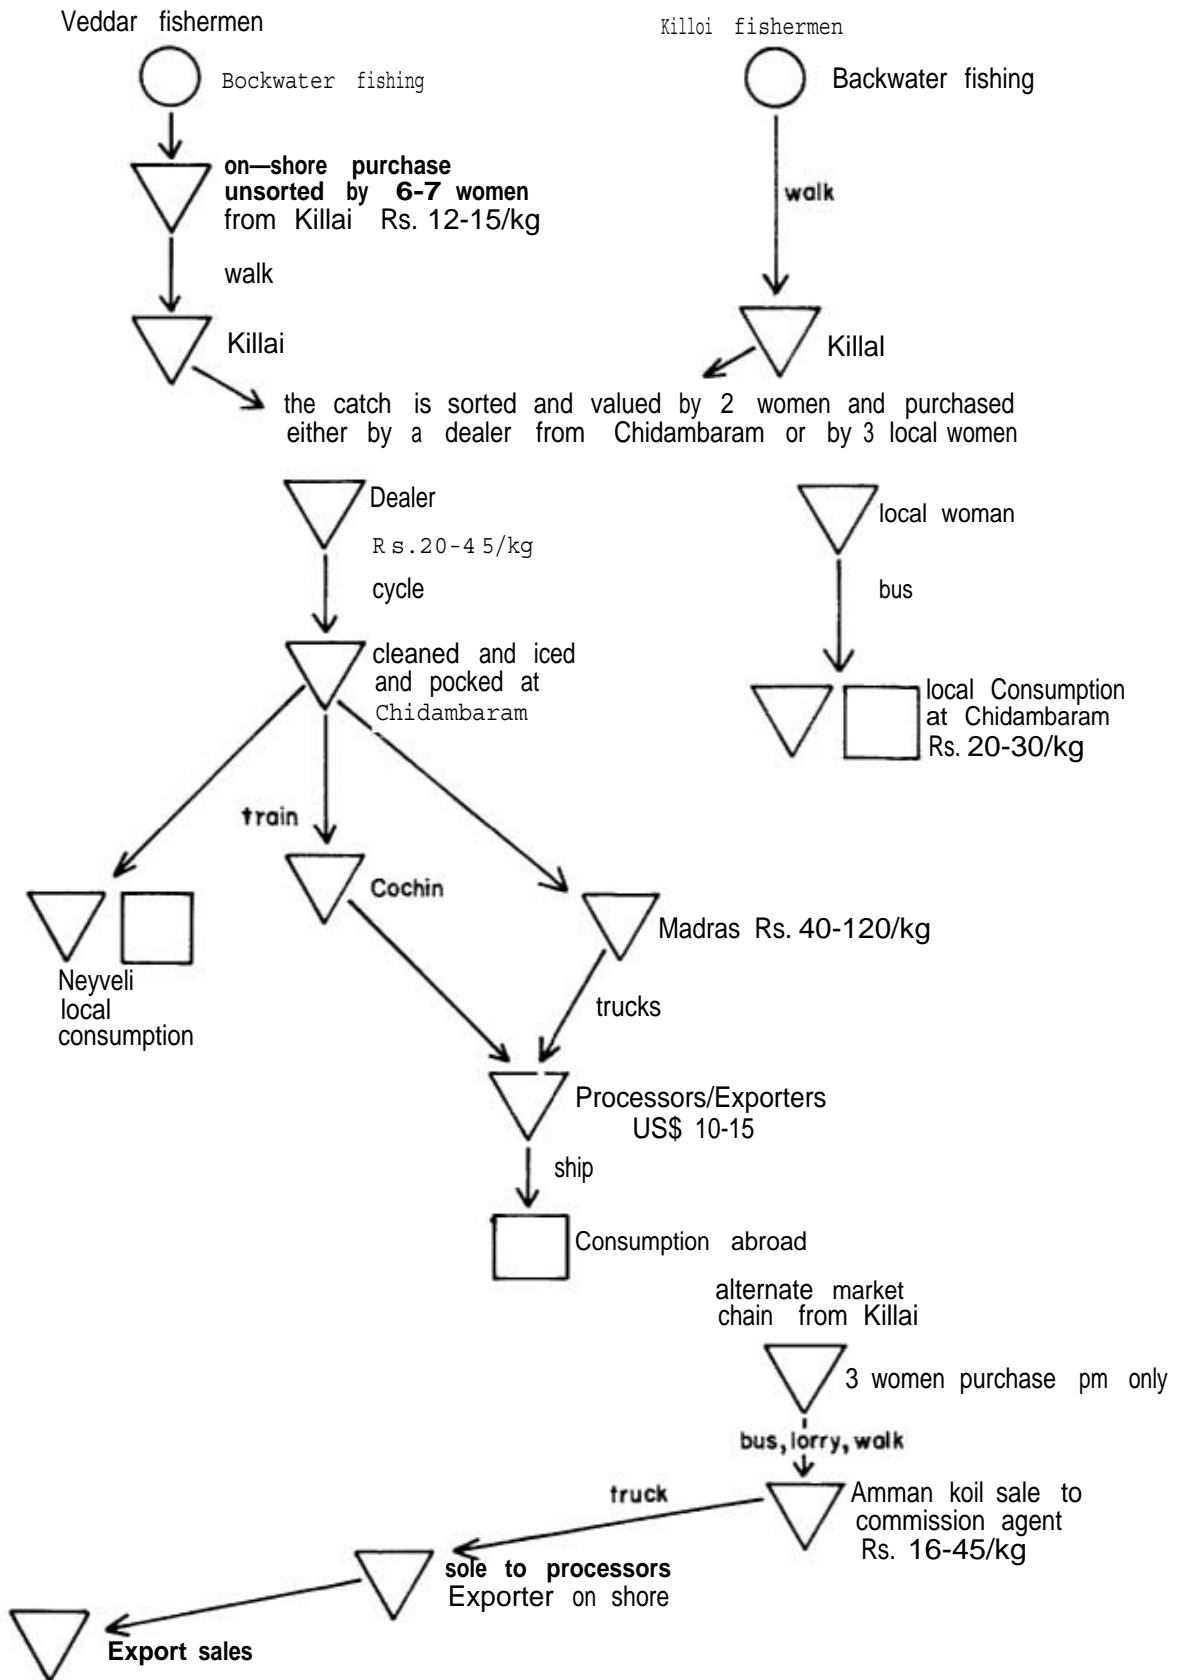 Veddar fishermen
Killoi fishermen
Bockwater fishing
Backwater fishing
on—shore purchase
unsorted by 6-7 women
from Killai Rs. 12-15/kg
walk
walk
Killai
Killal
the catch is sorted and valued by 2 women and purchased
either by a dealer from Chidambaram or by 3 local women
Dealer
Rs.20-45/kg
cycle
local woman
bus
cleaned and iced
and pocked at
Chidambaram
local Consumption
at Chidambaram
Rs. 20-30/kg
train
Cochin
Madras Rs. 40-120/kg
Neyveli
local
consumption
trucks
Processors/Exporters
US$ 10-15
ship
Consumption abroad
alternate market
chain from Killai
3 women purchase pm only
bus, lorry, walk
truck
Amman koil sale to
commission agent
Rs. 16-45/kg
sole to processors
Exporter on shore
Export sales